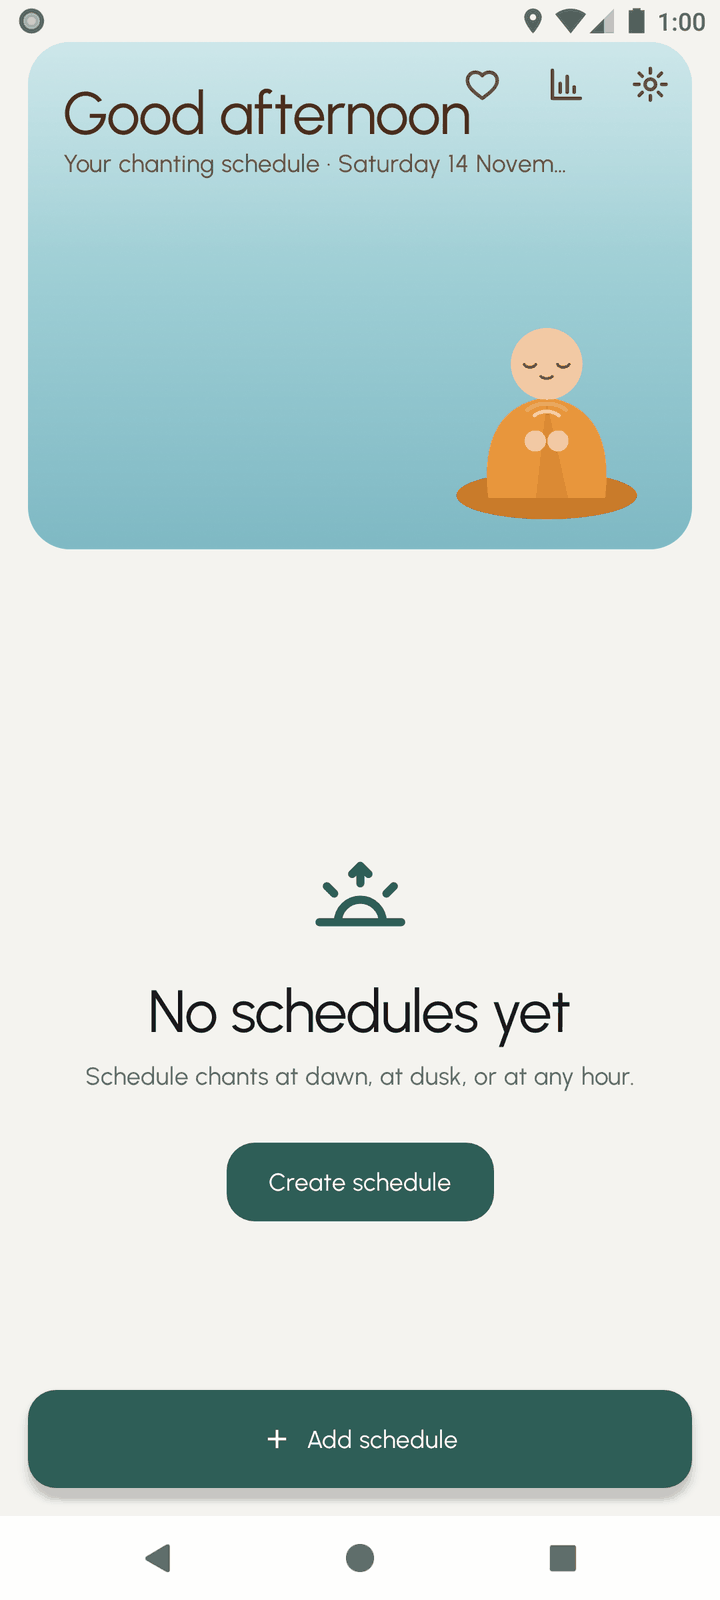 1:00
Good afternoon
Your chanting schedule · Saturday 14 Novem...
No schedules yet
Schedule chants at dawn, at dusk, or at any hour.
Create schedule
+ Add schedule